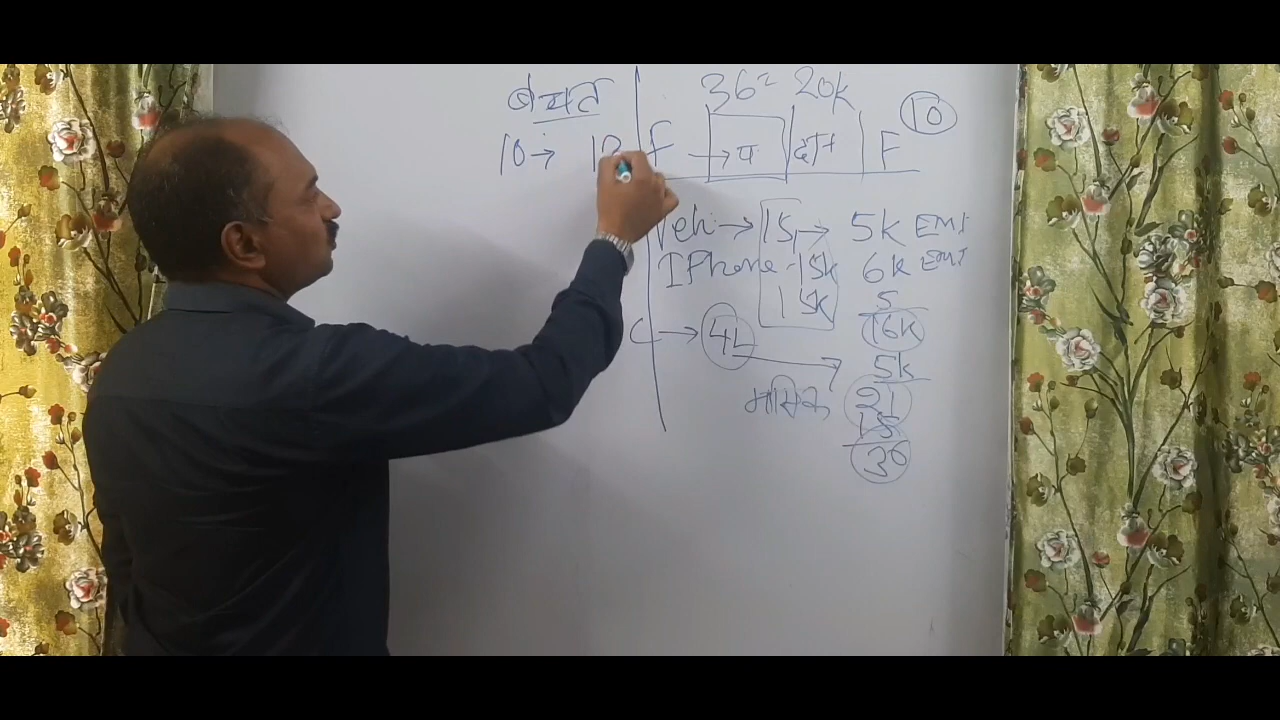 बचत 36= 20k
10→ 12 F →प दान F 10
Veh→ 15,→ 5k EMI
IPhone-15k 6k EMI
15k 5
16k
C → 4L → 5k
मासिक 21
15
36